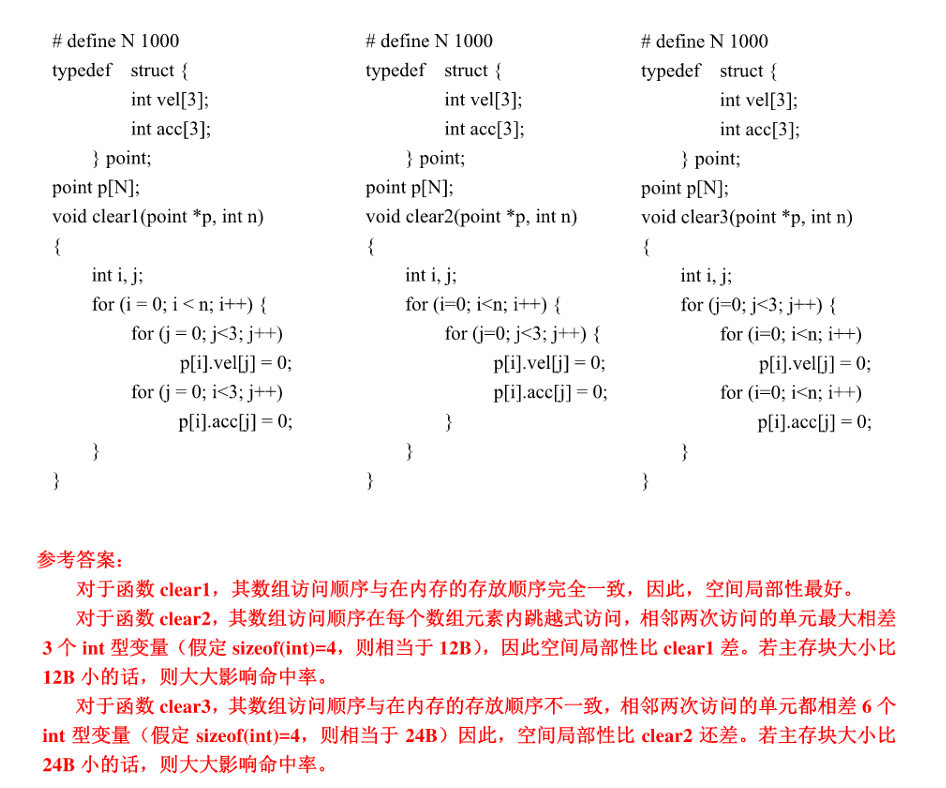 # define N 1000
typedef struct {
int vel[3];
int acc[3];
} point;
point p[N];
void clear1(point *p, int n)
{
int i, j;
for (i = 0; i < n; i++) {
for (j = 0; j<3; j++)
p[i].vel[j] = 0;
for (j = 0; i<3; j++)
p[i].acc[j] = 0;
}
}
# define N 1000
typedef struct {
int vel[3];
int acc[3];
} point;
point p[N];
void clear2(point *p, int n)
{
int i, j;
for (i=0; i<n; i++) {
for (j=0; j<3; j++) {
p[i].vel[j] = 0;
p[i].acc[j] = 0;
}
}
}
# define N 1000
typedef struct {
int vel[3];
int acc[3];
} point;
point p[N];
void clear3(point *p, int n)
{
int i, j;
for (j=0; j<3; j++) {
for (i=0; i<n; i++)
p[i].vel[j] = 0;
for (i=0; i<n; i++)
p[i].acc[j] = 0;
}
}
参考答案：
对于函数 clear1，其数组访问顺序与在内存的存放顺序完全一致，因此，空间局部性最好。
对于函数 clear2，其数组访问顺序在每个数组元素内跳越式访问，相邻两次访问的单元最大相差
3 个 int 型变量（假定 sizeof(int)=4，则相当于 12B），因此空间局部性比 clear1 差。若主存块大小比
12B 小的话，则大大影响命中率。
对于函数 clear3，其数组访问顺序与在内存的存放顺序不一致，相邻两次访问的单元都相差 6 个
int 型变量（假定 sizeof(int)=4，则相当于 24B）因此，空间局部性比 clear2 还差。若主存块大小比
24B 小的话，则大大影响命中率。